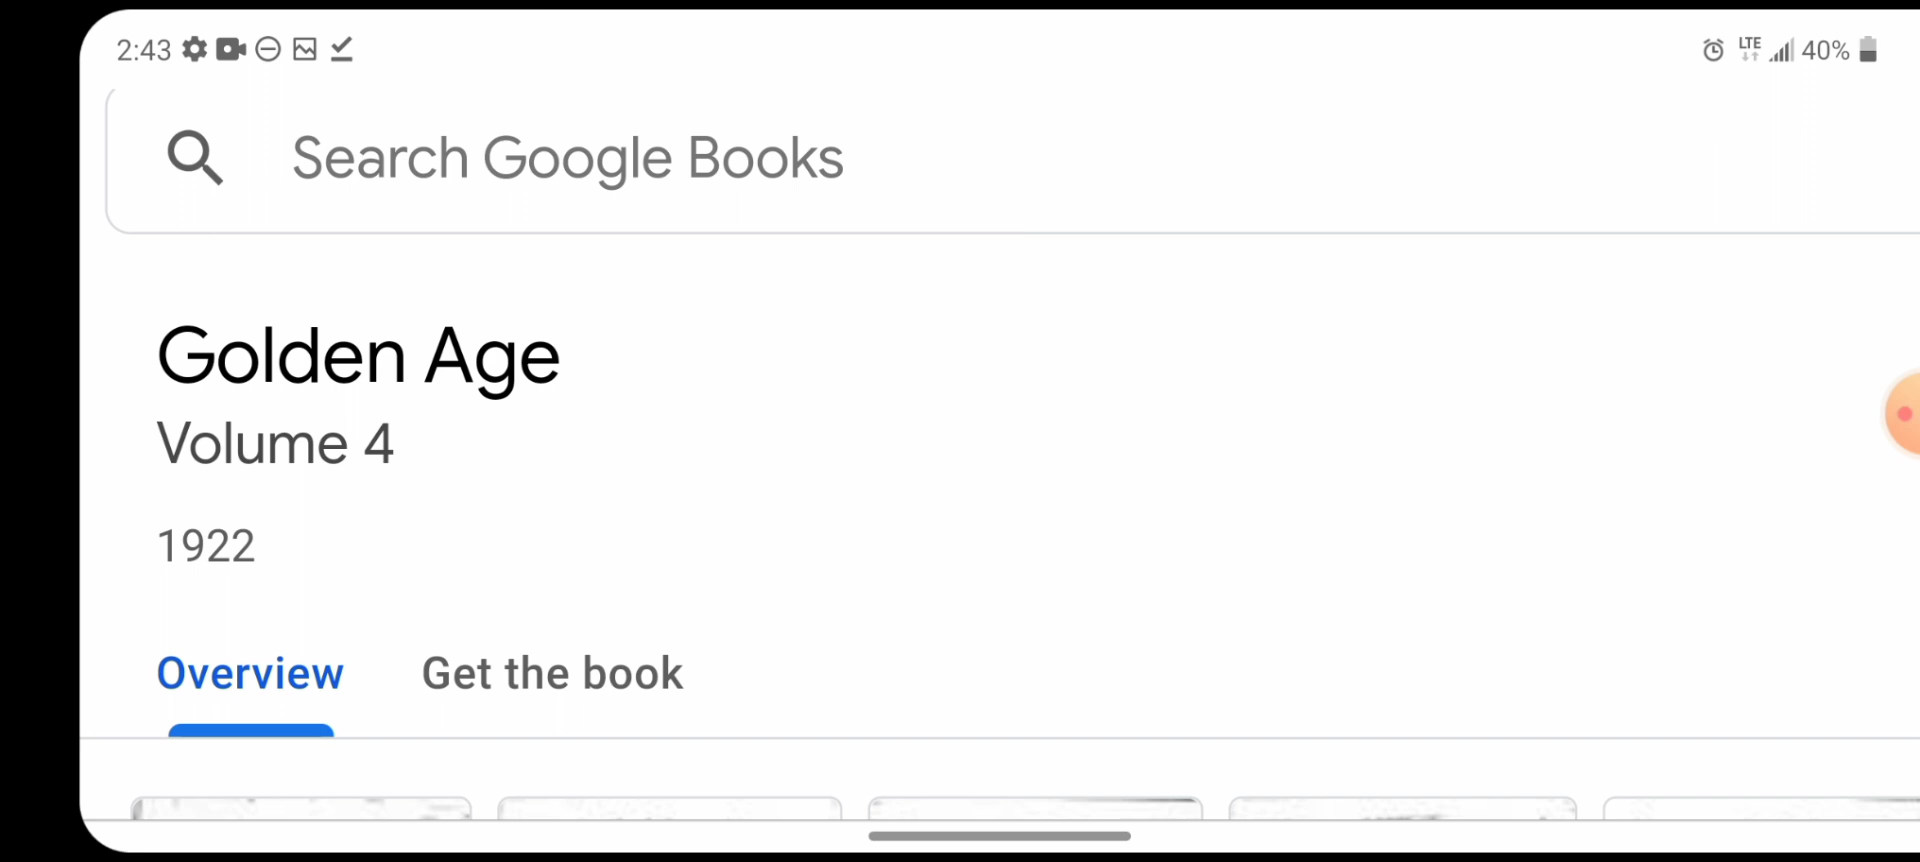 2:43
LTE 40%
Search Google Books
Golden Age
Volume 4
1922
Overview Get the book